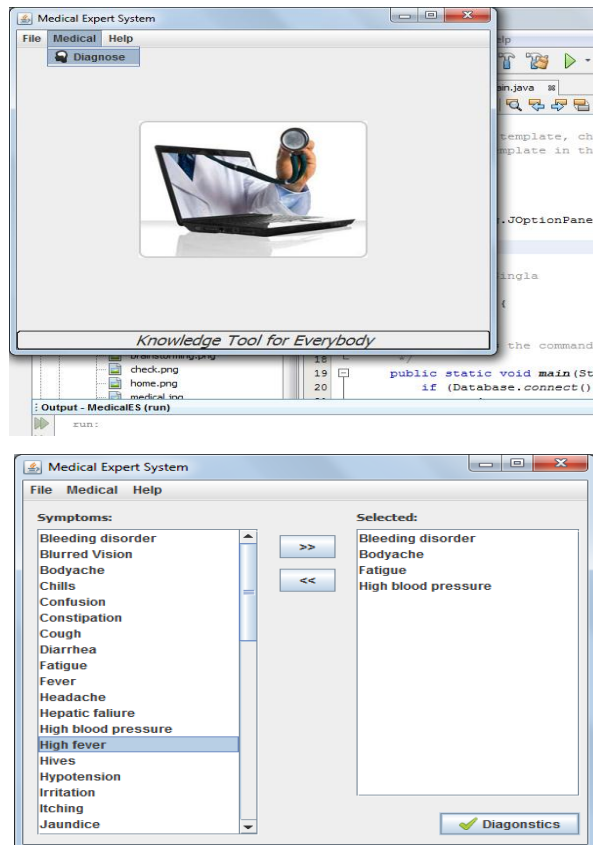 Medical Expert System
File Medical Help
Diagnose
Knowledge Tool for Everybody
template, ch
mplate in th
.JOptionPane
ingla
{
the command
brainstorming.png
check.png
home.png
medical.jpg
18 */
19 public static void main(St
20 if (Database.connect()
Output - MedicalES (run)
run:
Medical Expert System
File Medical Help
Symptoms:
Bleeding disorder
Blurred Vision
Bodyache
Chills
Confusion
Constipation
Cough
Diarrhea
Fatigue
Fever
Headache
Hepatic faliure
High blood pressure
High fever
Hives
Hypotension
Irritation
Itching
Jaundice
>>
<<
Selected:
Bleeding disorder
Bodyache
Fatigue
High blood pressure
Diagonstics